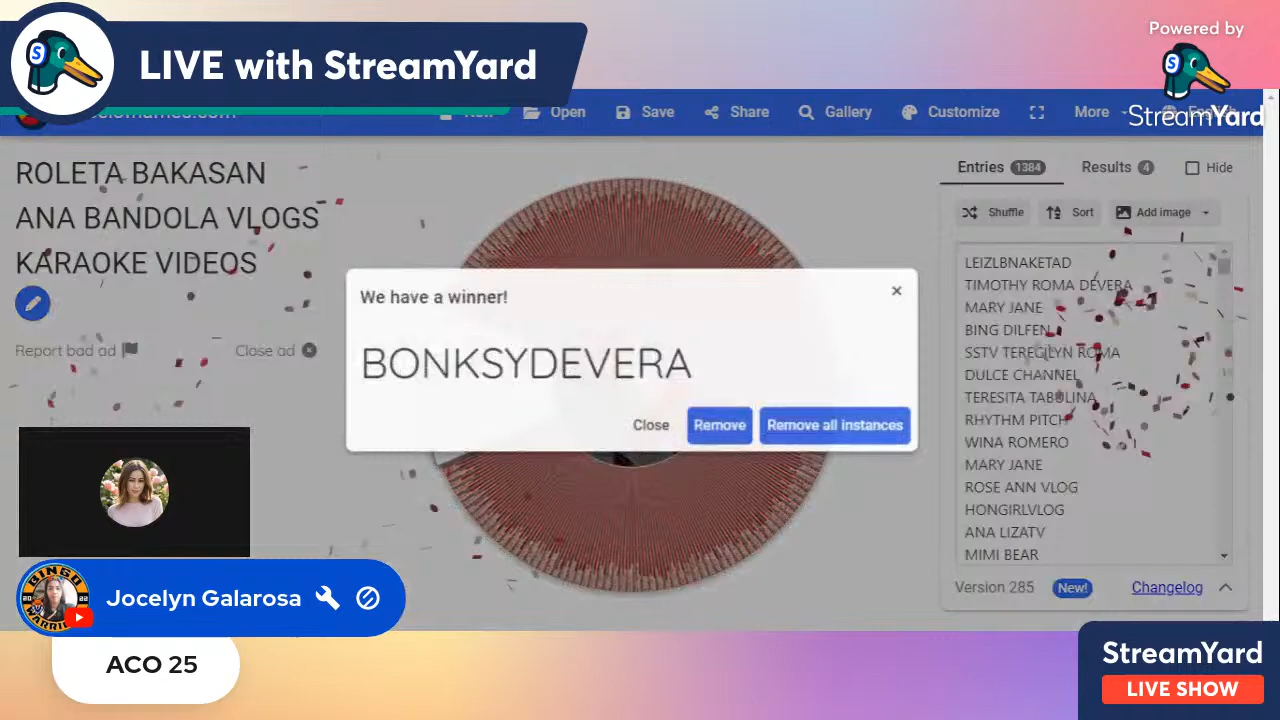 LIVE with StreamYard
Powered by
StreamYard
Open
Save
Share
Gallery
Customize
More
ROLETA BAKASAN
ANA BANDOLA VLOGS
KARAOKE VIDEOS
Report bad ad
Close ad
Entries 1384
Results 4
Hide
Shuffle
Sort
Add image
LEIZLBNAKETAD
TIMOTHY ROMA DEVERA
MARY JANE
BING DILFEN
SSTV TEREGILYN ROMA
DULCE CHANNEL
TERESITA TABOLINA
RHYTHM PITCH
WINA ROMERO
MARY JANE
ROSE ANN VLOG
HONGIRLVLOG
ANA LIZATV
MIMI BEAR
Version 285
New!
Changelog
We have a winner!
BONKSYDEVERA
Close
Remove
Remove all instances
BINGO
2022
Jocelyn Galarosa
ACO 25
StreamYard
LIVE SHOW